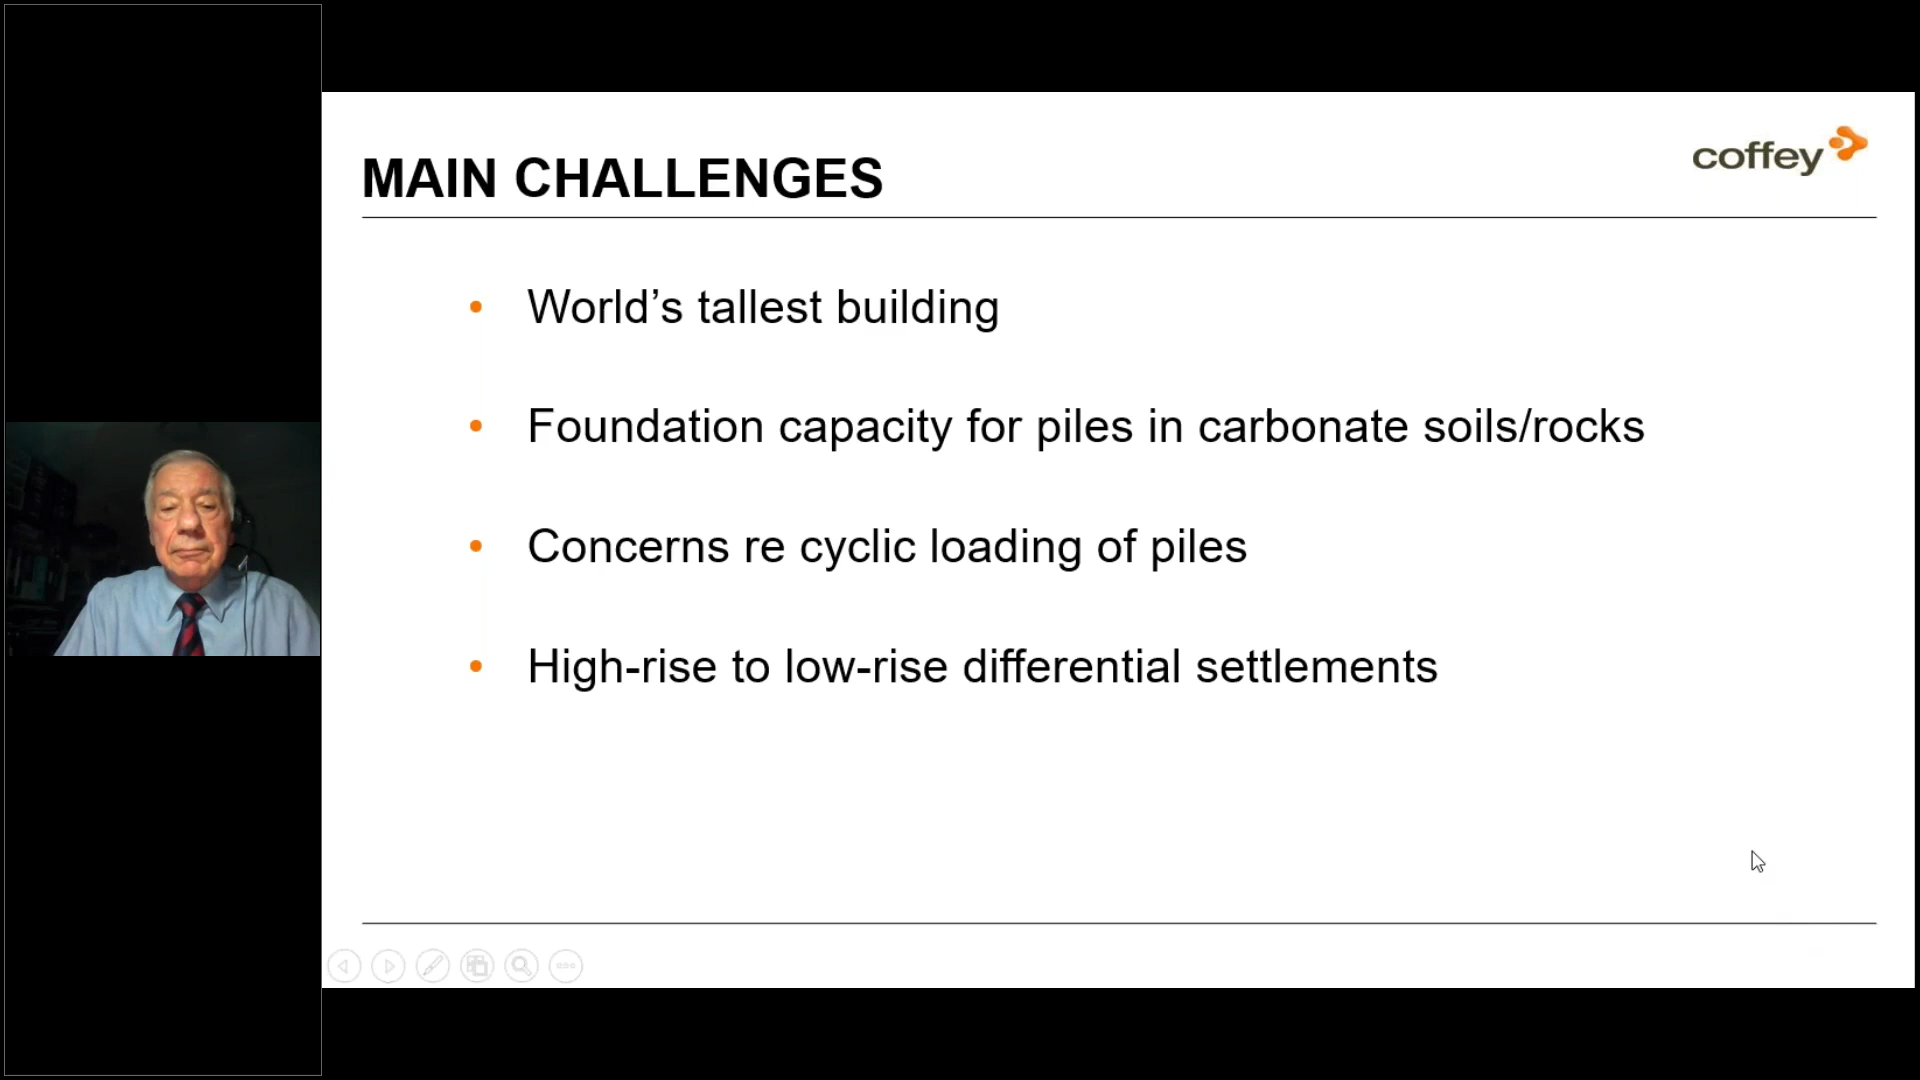 MAIN CHALLENGES
coffey
• World’s tallest building
• Foundation capacity for piles in carbonate soils/rocks
• Concerns re cyclic loading of piles
• High-rise to low-rise differential settlements